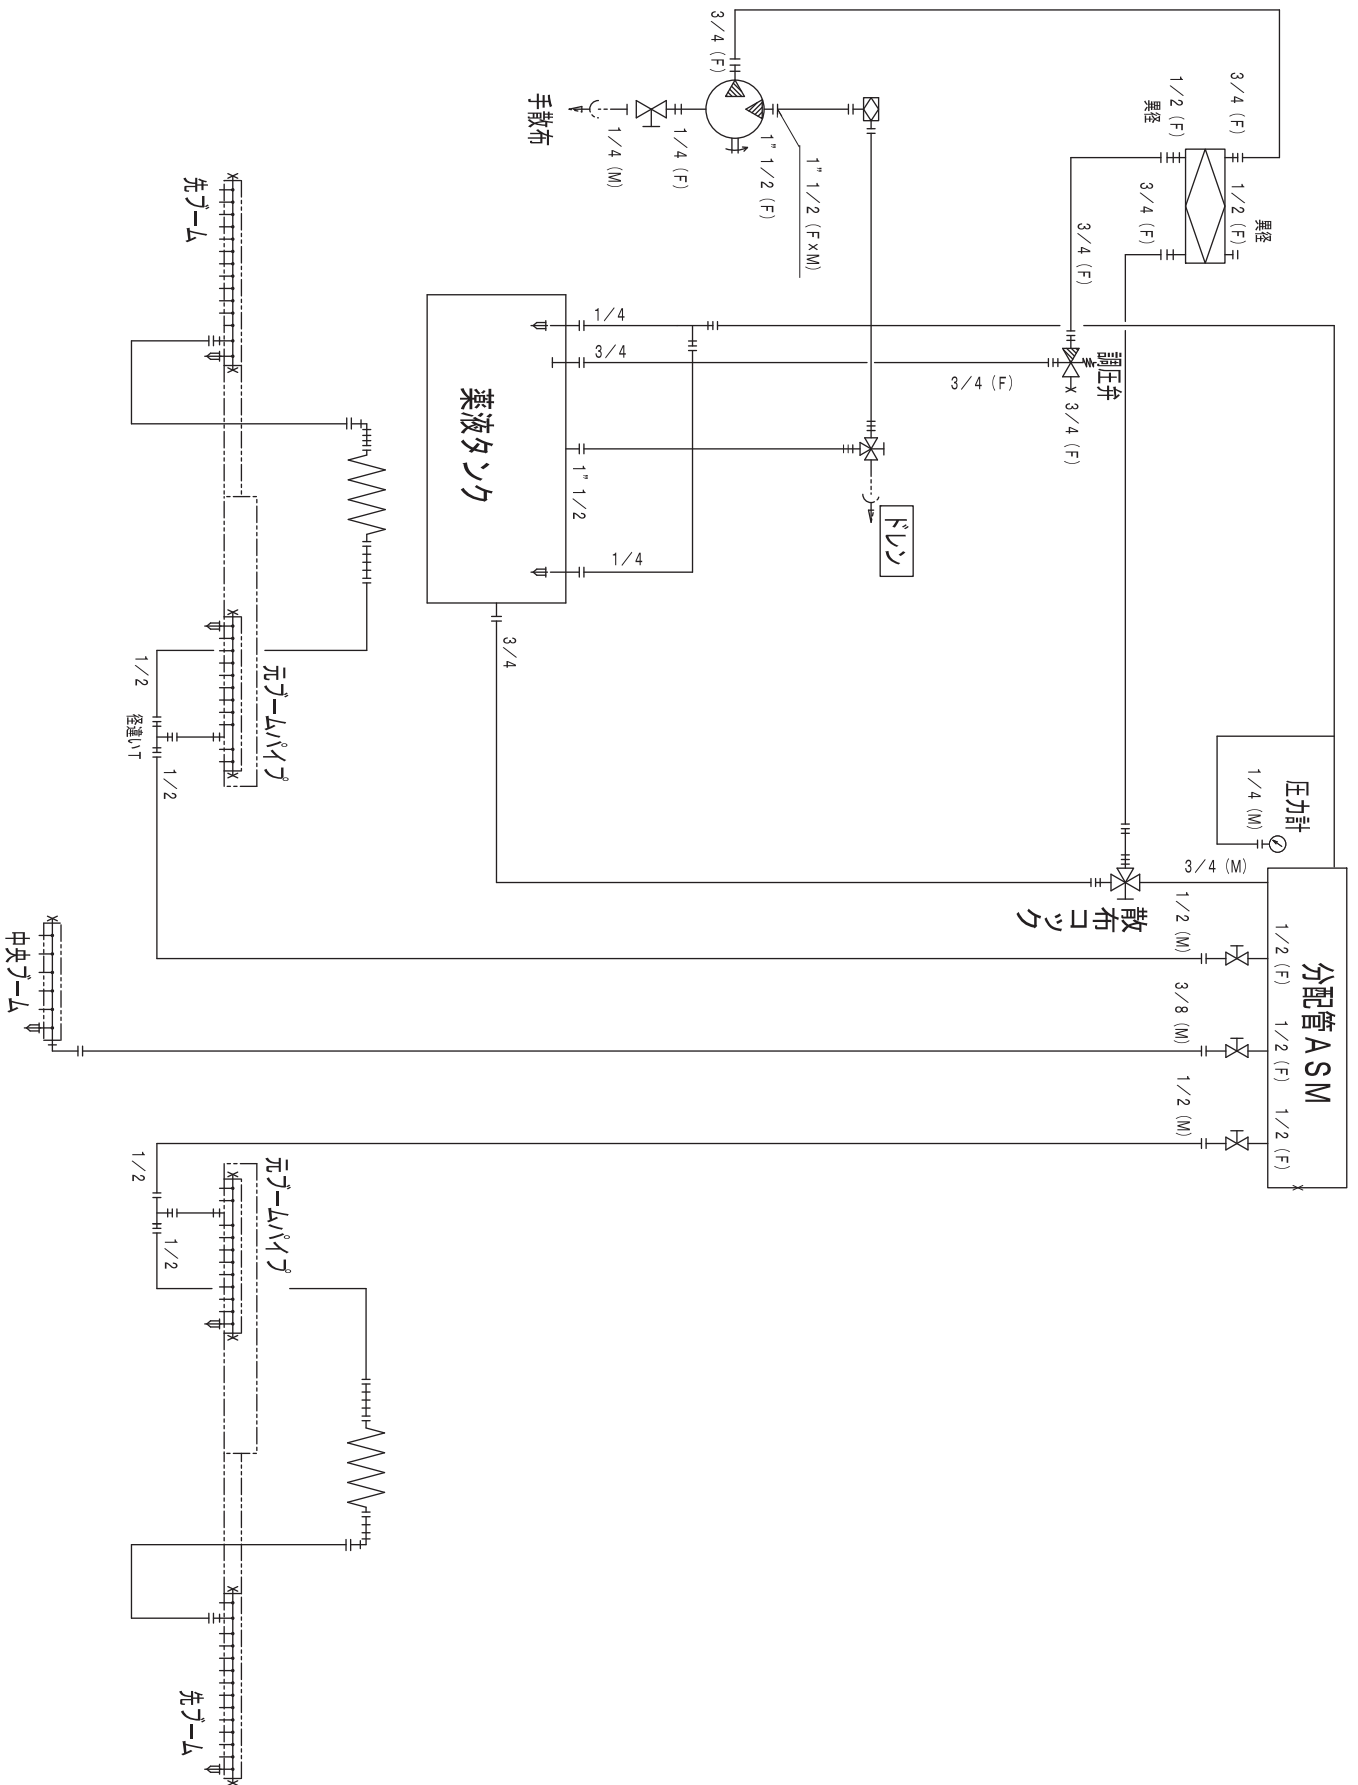 分配管ASM
1/2 (F)
1/2 (F)
1/2 (F)
圧力計
1/4 (M)
3/4 (M)
1/2 (M)
3/8 (M)
1/2 (M)
散布コック
3/4 (F)
1/2 (F)
異径
1/2 (F)
異径
3/4 (F)
3/4 (F)
調圧弁
3/4 (F)
3/4 (F)
ドレン
1" 1/2 (F×M)
1" 1/2 (F)
3/4 (F)
1/4 (F)
1/4 (M)
手散布
1/4
3/4
1" 1/2
1/4
3/4
薬液タンク
先ブーム
元ブームパイプ
1/2
径違いT
1/2
中央ブーム
元ブームパイプ
1/2
1/2
先ブーム